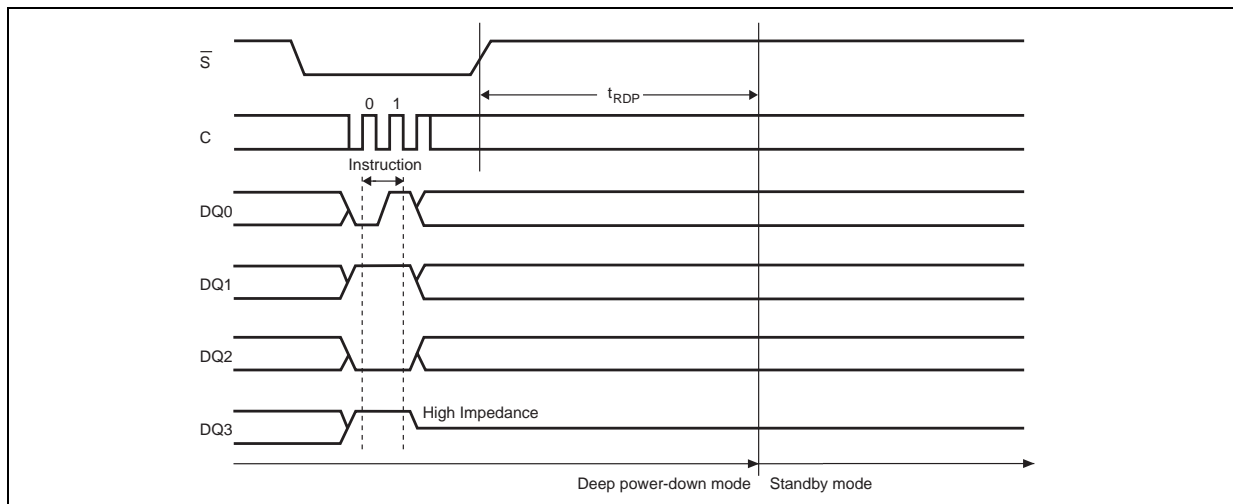 S̅
t_RDP
0 1
C
Instruction
DQ0
DQ1
DQ2
High Impedance
DQ3
Deep power-down mode Standby mode